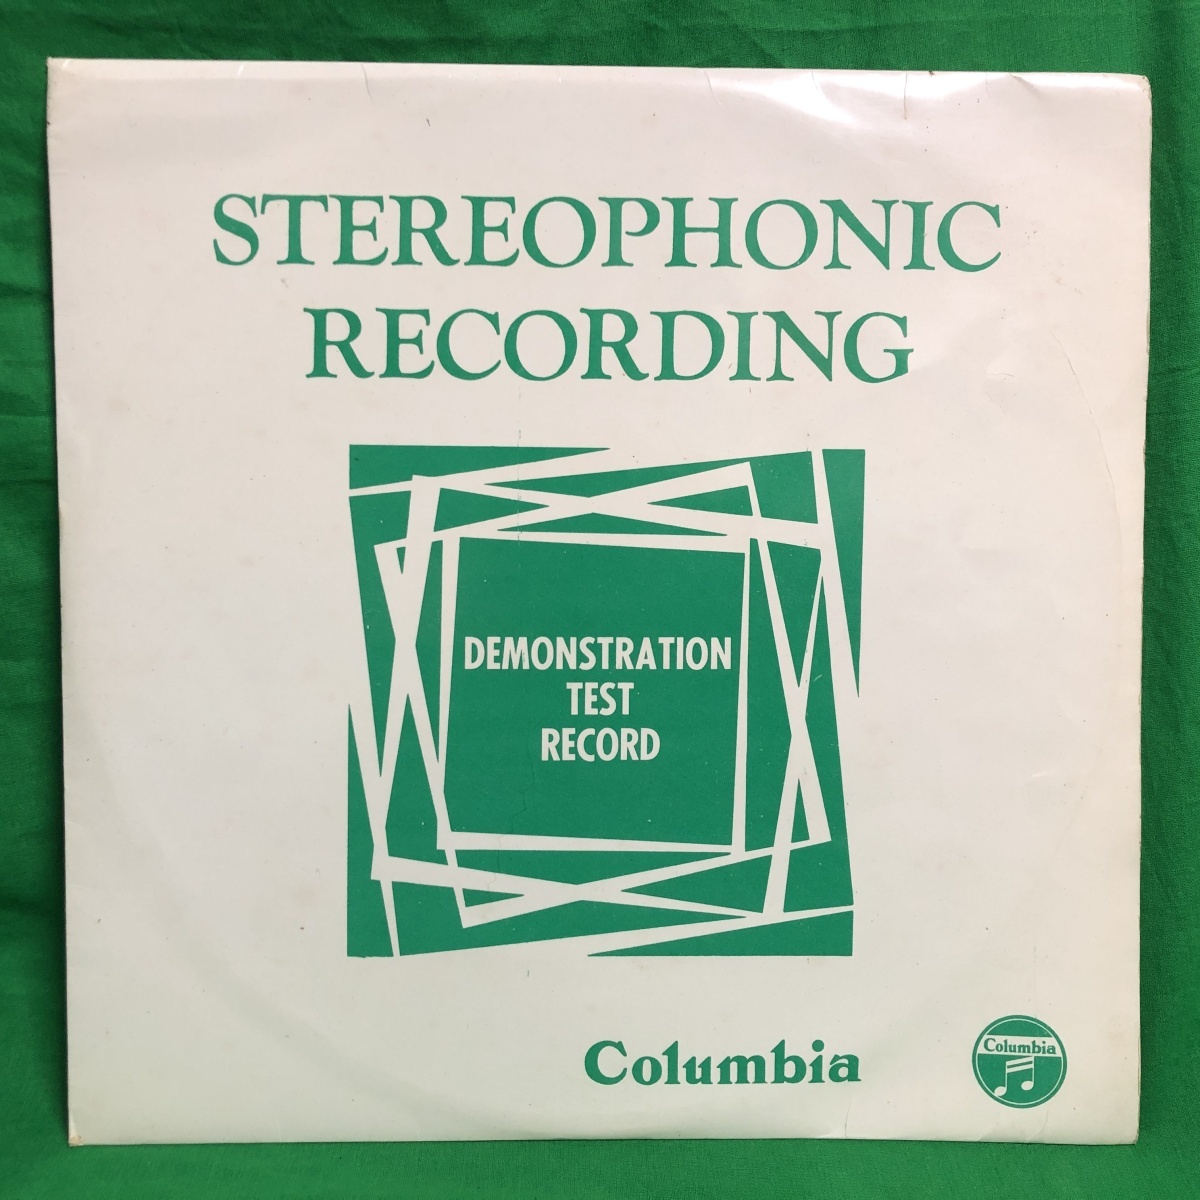 STEREOPHONIC
RECORDING
DEMONSTRATION
TEST
RECORD
Columbia
Columbia